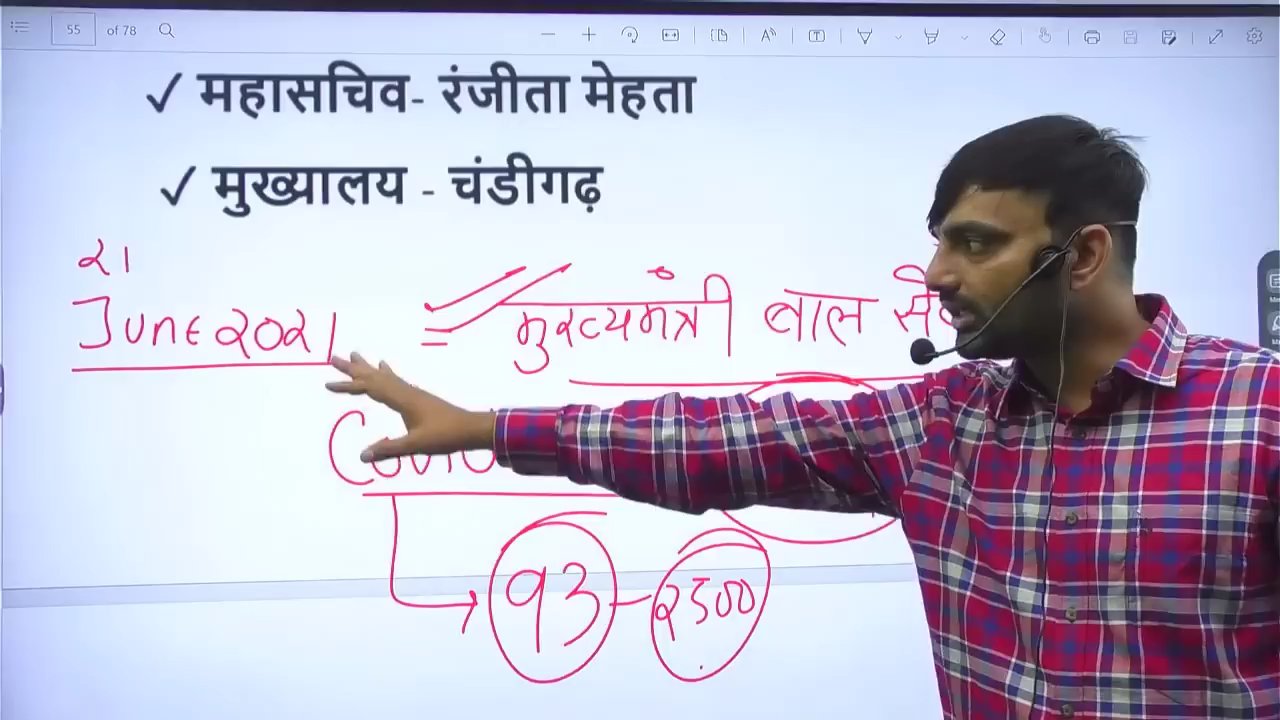 55 of 78
✓ महासचिव- रंजीता मेहता
✓ मुख्यालय - चंडीगढ़
21
June 2021
मुख्यमंत्री बाल
93 - 2500